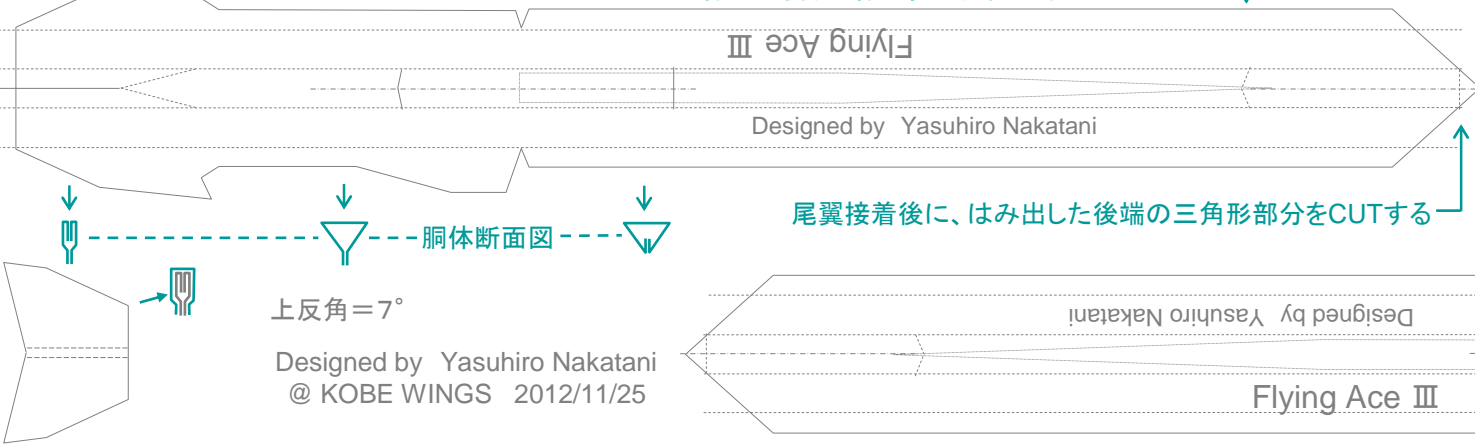 Flying Ace Ⅲ
Designed by Yasuhiro Nakatani
尾翼接着後に、はみ出した後端の三角形部分をCUTする
胴体断面図
上反角＝7°
Designed by Yasuhiro Nakatani
Designed by Yasuhiro Nakatani
@ KOBE WINGS 2012/11/25
Flying Ace Ⅲ